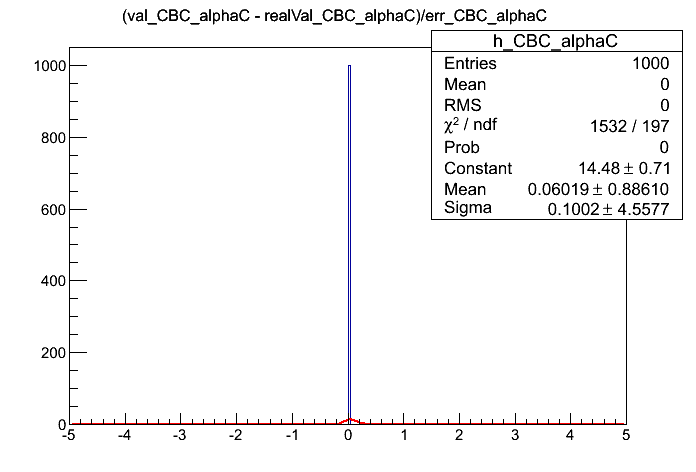 (val_CBC_alphaC - realVal_CBC_alphaC)/err_CBC_alphaC
h_CBC_alphaC
Entries 1000
Mean 0
RMS 0
χ² / ndf 1532 / 197
Prob 0
Constant 14.48 ± 0.71
Mean 0.06019 ± 0.88610
Sigma 0.1002 ± 4.5577
1000
800
600
400
200
0
-5 -4 -3 -2 -1 0 1 2 3 4 5